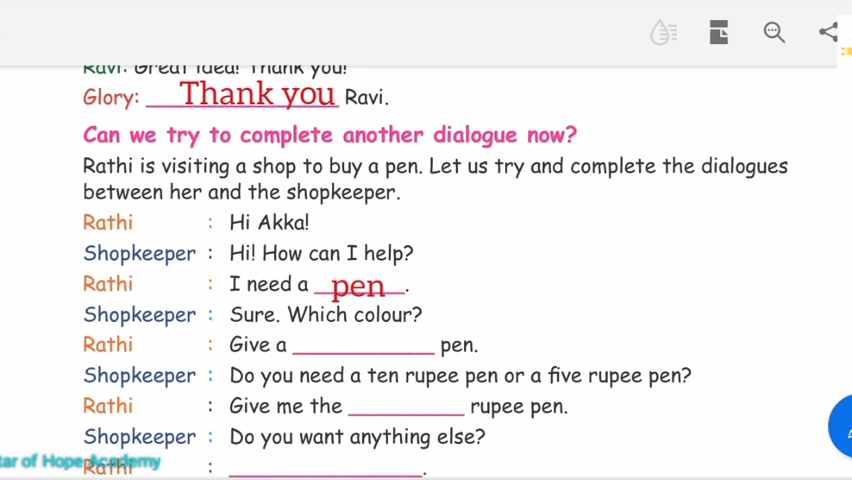 Ravi: Great idea! Thank you!
Glory: Thank you Ravi.
Can we try to complete another dialogue now?
Rathi is visiting a shop to buy a pen. Let us try and complete the dialogues
between her and the shopkeeper.
Rathi : Hi Akka!
Shopkeeper : Hi! How can I help?
Rathi : I need a pen.
Shopkeeper : Sure. Which colour?
Rathi : Give a __________ pen.
Shopkeeper : Do you need a ten rupee pen or a five rupee pen?
Rathi : Give me the __________ rupee pen.
Shopkeeper : Do you want anything else?
Rathi : __________.
tar of Hope Academy